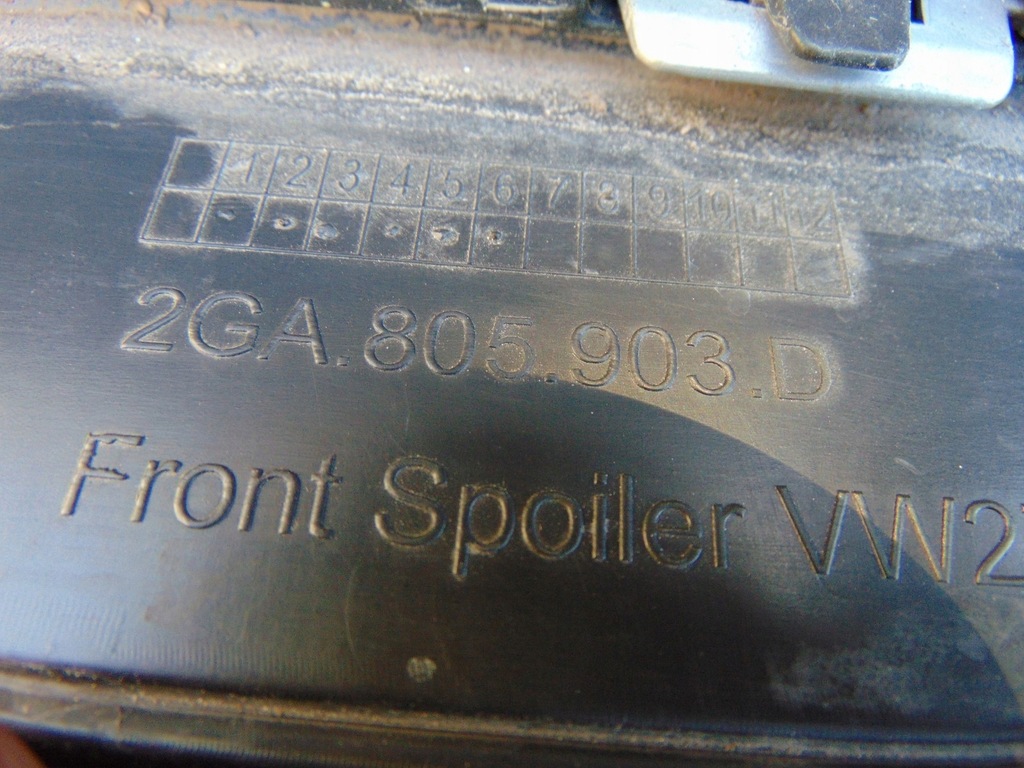 1 2 3 4 5 6 7 8 9 10 11 12
2GA.805.903.D
Front Spoiler VW2